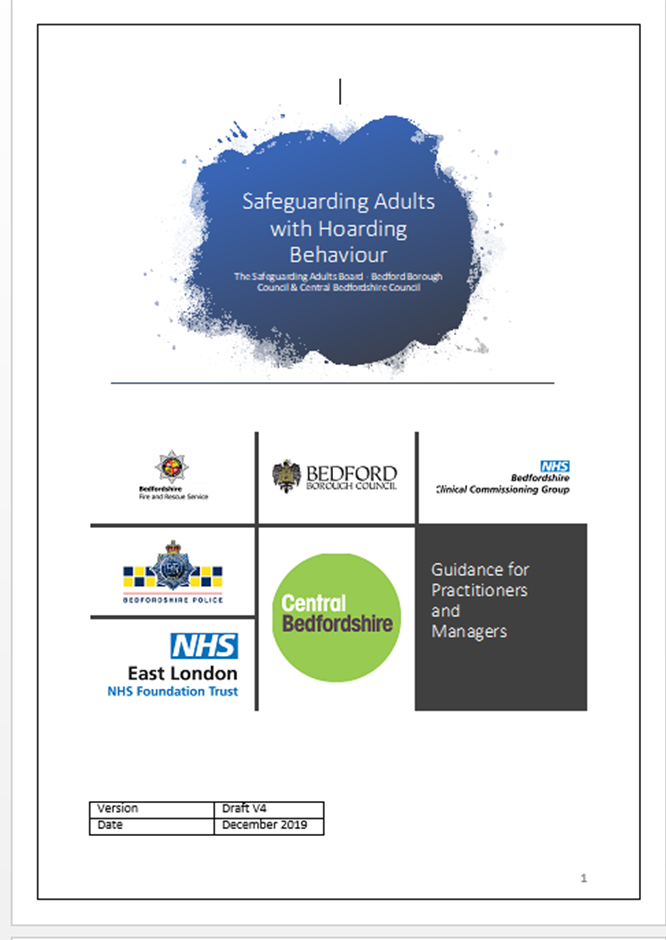 Safeguarding Adults
with Hoarding
Behaviour
The Safeguarding Adults Board - Bedford Borough
Council & Central Bedfordshire Council
Bedfordshire
Fire and Rescue Service
BEDFORD
BOROUGH COUNCIL
NHS
Bedfordshire
Clinical Commissioning Group
BEDFORDSHIRE POLICE
Central
Bedfordshire
Guidance for
Practitioners
and
Managers
NHS
East London
NHS Foundation Trust
Version Draft V4
Date December 2019
1